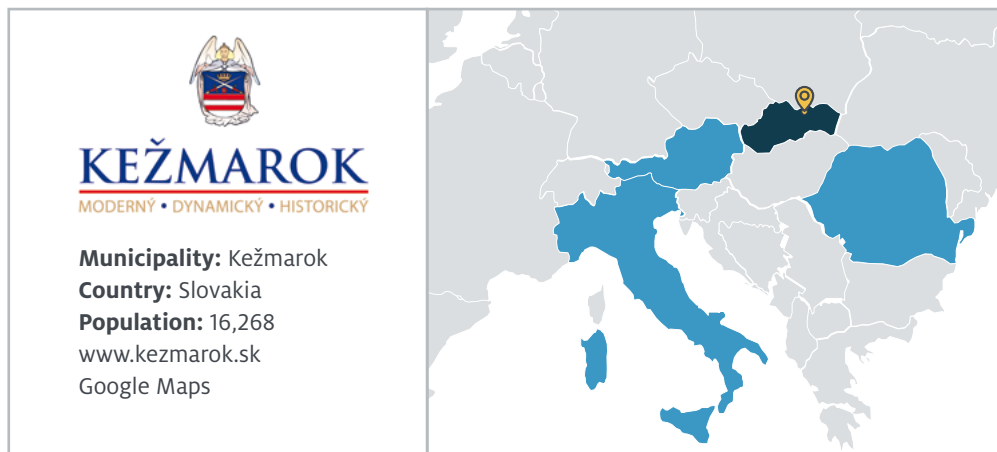 KEŽMAROK
MODERNÝ • DYNAMICKÝ • HISTORICKÝ
Municipality: Kežmarok
Country: Slovakia
Population: 16,268
www.kezmarok.sk
Google Maps